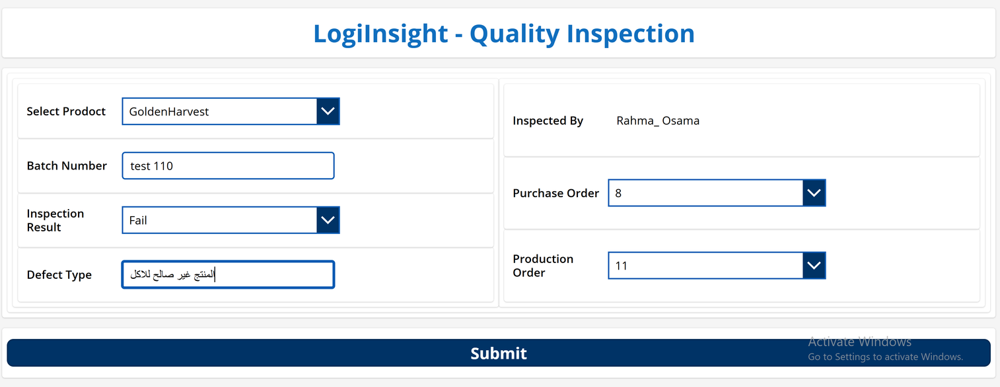 LogiInsight - Quality Inspection
Select Prodoct
GoldenHarvest
Batch Number
test 110
Inspection
Result
Fail
Defect Type
المنتج غير صالح للاكل
Inspected By
Rahma_ Osama
Purchase Order
8
Production
Order
11
Submit
Activate Windows
Go to Settings to activate Windows.